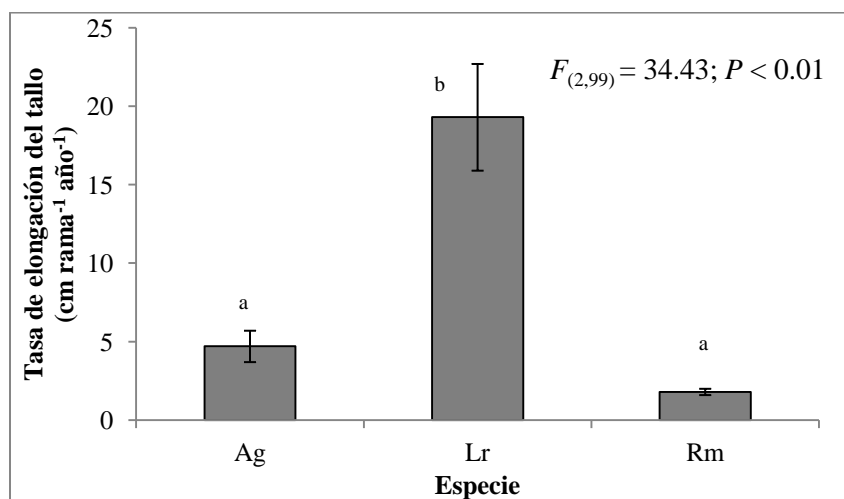 Tasa de elongación del tallo
(cm rama⁻¹ año⁻¹)
25
20
15
10
5
0
F(2,99) = 34.43; P < 0.01
a
b
a
Ag
Lr
Rm
Especie